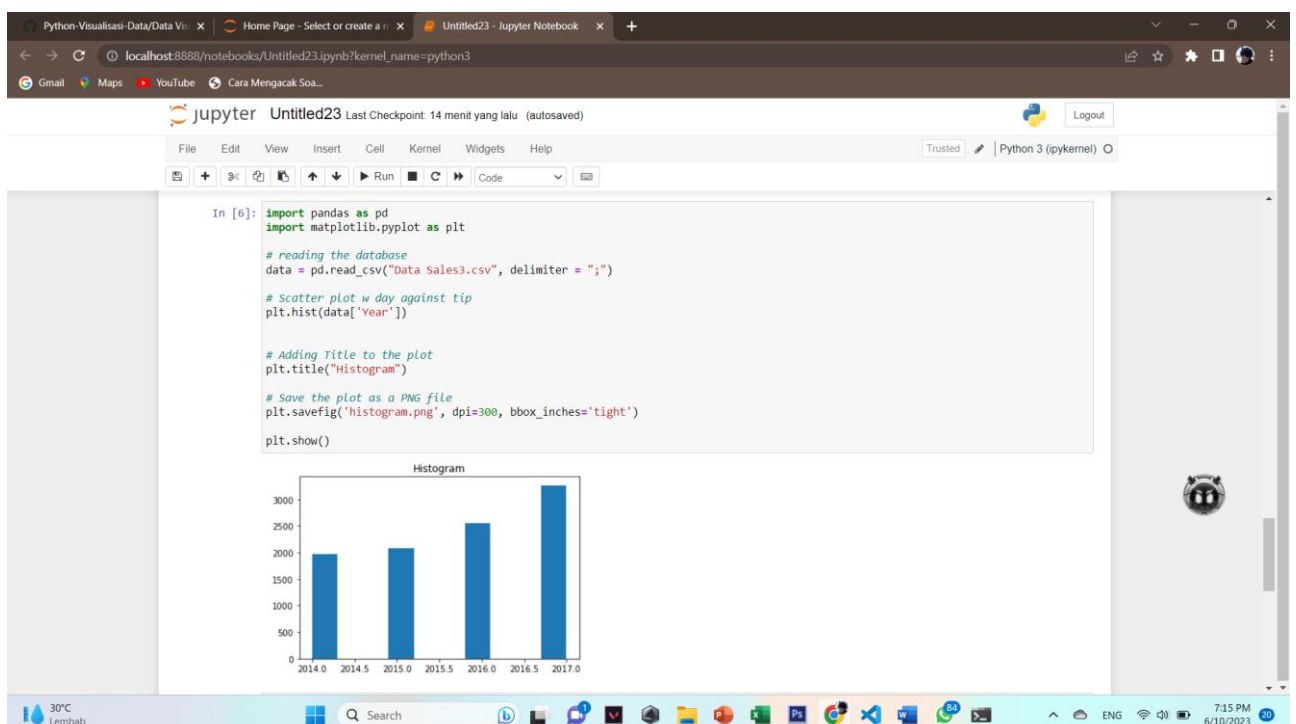 Python-Visualisasi-Data/Data Vis
Home Page - Select or create a n
Untitled23 - Jupyter Notebook
localhost:8888/notebooks/Untitled23.ipynb?kernel_name=python3
Gmail Maps YouTube Cara Mengacak Soa...
jupyter Untitled23 Last Checkpoint: 14 menit yang lalu (autosaved)
Logout
File Edit View Insert Cell Kernel Widgets Help
Trusted Python 3 (ipykernel)
Run Code
In [6]: import pandas as pd
import matplotlib.pyplot as plt
# reading the database
data = pd.read_csv("Data Sales3.csv", delimiter = ";")
# Scatter plot w day against tip
plt.hist(data['Year'])
# Adding Title to the plot
plt.title("Histogram")
# Save the plot as a PNG file
plt.savefig('histogram.png', dpi=300, bbox_inches='tight')
plt.show()
Histogram
3000
2500
2000
1500
1000
500
0
2014.0 2014.5 2015.0 2015.5 2016.0 2016.5 2017.0
30°C
Lembab
Search
Ps
84
ENG
7:15 PM
6/10/2023
20